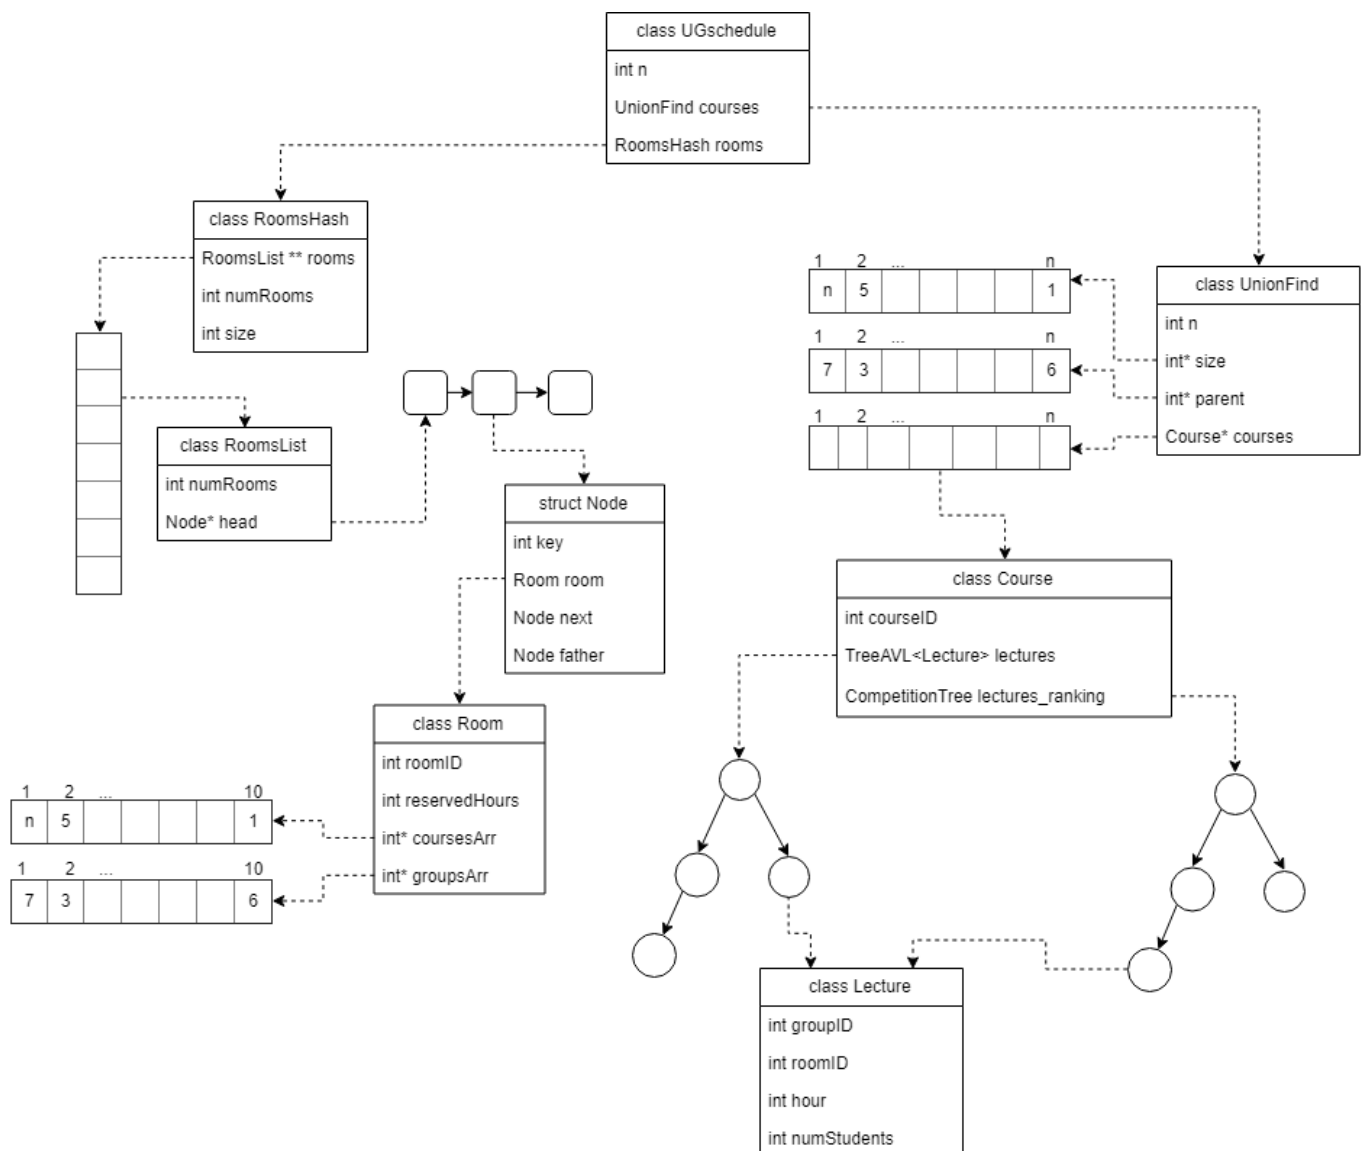 class UGschedule
int n
UnionFind courses
RoomsHash rooms
class RoomsHash
RoomsList ** rooms
int numRooms
int size
1 2 ... n
n 5 1
1 2 ... n
7 3 6
1 2 ... n
class UnionFind
int n
int* size
int* parent
Course* courses
class RoomsList
int numRooms
Node* head
struct Node
int key
Room room
Node next
Node father
class Course
int courseID
TreeAVL<Lecture> lectures
CompetitionTree lectures_ranking
class Room
int roomID
int reservedHours
int* coursesArr
int* groupsArr
1 2 ... 10
n 5 1
1 2 ... 10
7 3 6
class Lecture
int groupID
int roomID
int hour
int numStudents